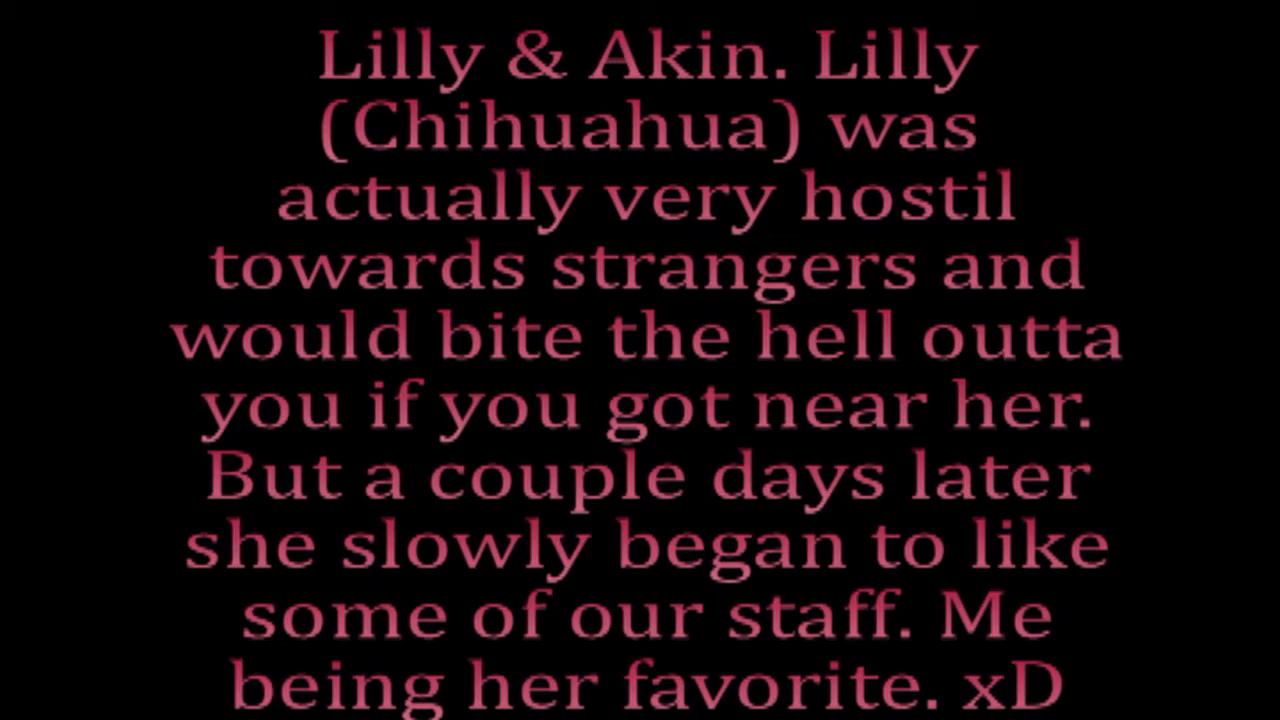 Lilly & Akin. Lilly
(Chihuahua) was
actually very hostil
towards strangers and
would bite the hell outta
you if you got near her.
But a couple days later
she slowly began to like
some of our staff. Me
being her favorite. xD